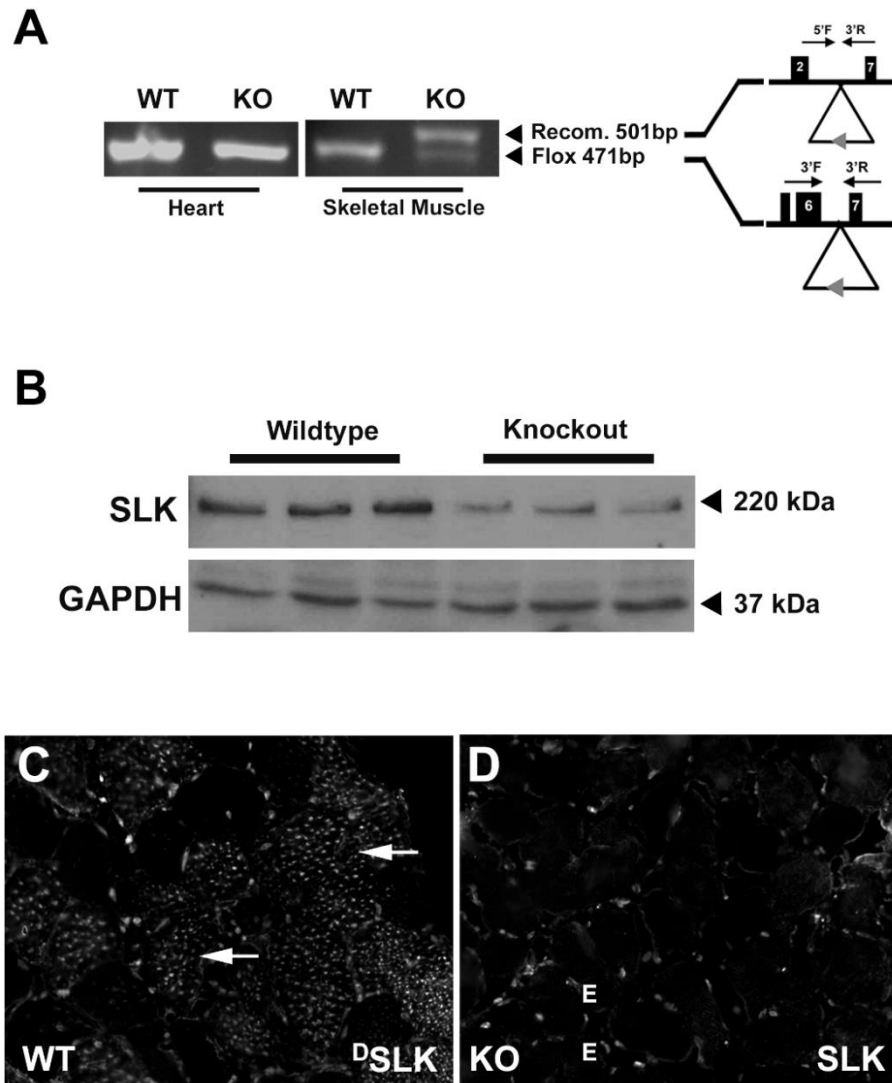 A
WT KO WT KO
Recom. 501bp
Flox 471bp
Heart Skeletal Muscle
5'F 3'R
2 7
3'F 3'R
6 7
B
Wildtype Knockout
SLK 220 kDa
GAPDH 37 kDa
C D
E
WT DSLK KO E SLK